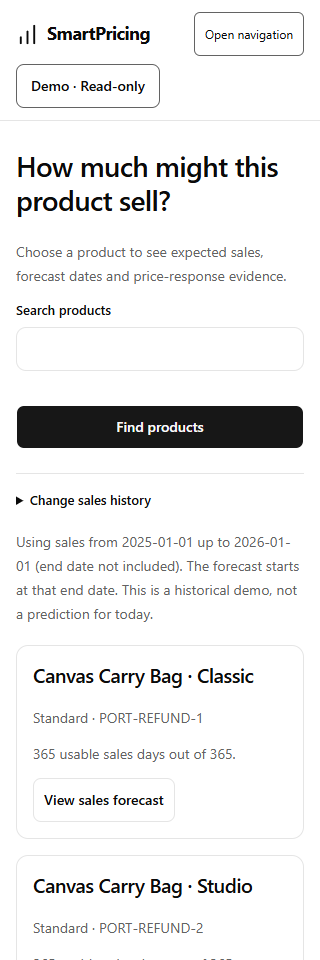 SmartPricing
Open navigation
Demo · Read-only
How much might this
product sell?
Choose a product to see expected sales,
forecast dates and price-response evidence.
Search products
Find products
Change sales history
Using sales from 2025-01-01 up to 2026-01-
01 (end date not included). The forecast starts
at that end date. This is a historical demo, not
a prediction for today.
Canvas Carry Bag · Classic
Standard · PORT-REFUND-1
365 usable sales days out of 365.
View sales forecast
Canvas Carry Bag · Studio
Standard · PORT-REFUND-2